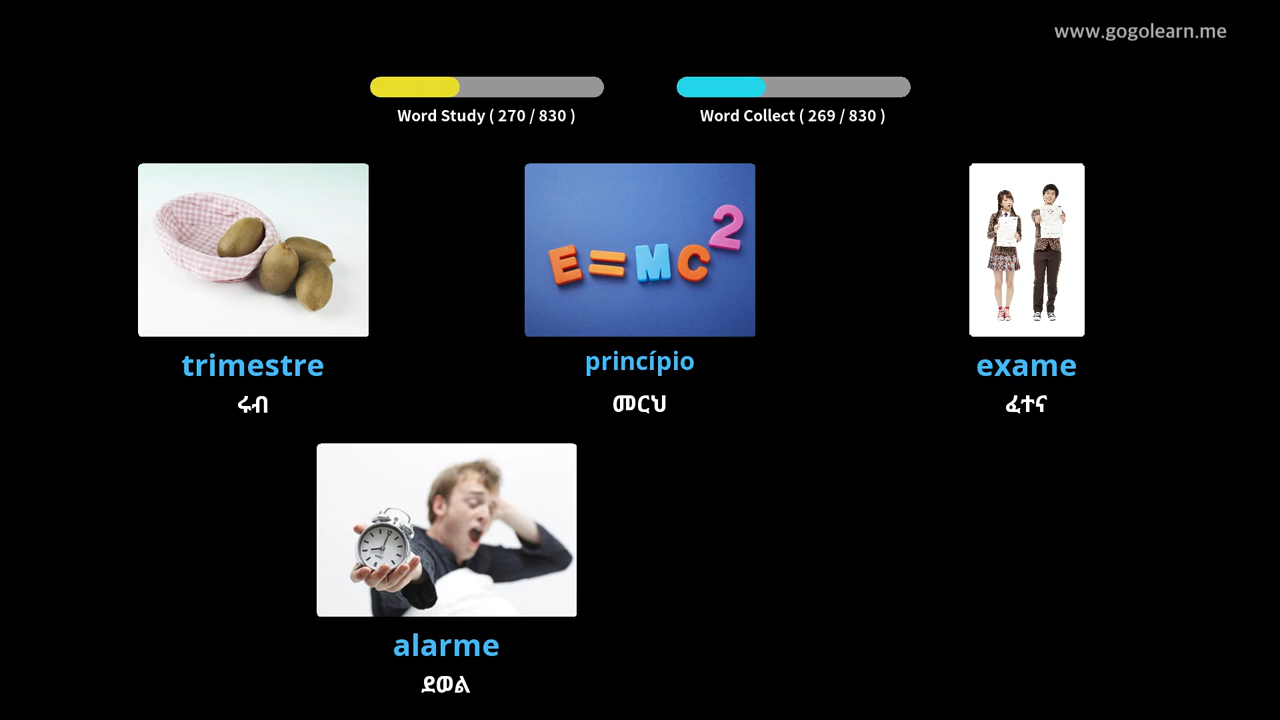 www.gogolearn.me
Word Study ( 270 / 830 )
Word Collect ( 269 / 830 )
E=MC2
trimestre
ሩብ
princípio
መርህ
exame
ፈተና
alarme
ደወል